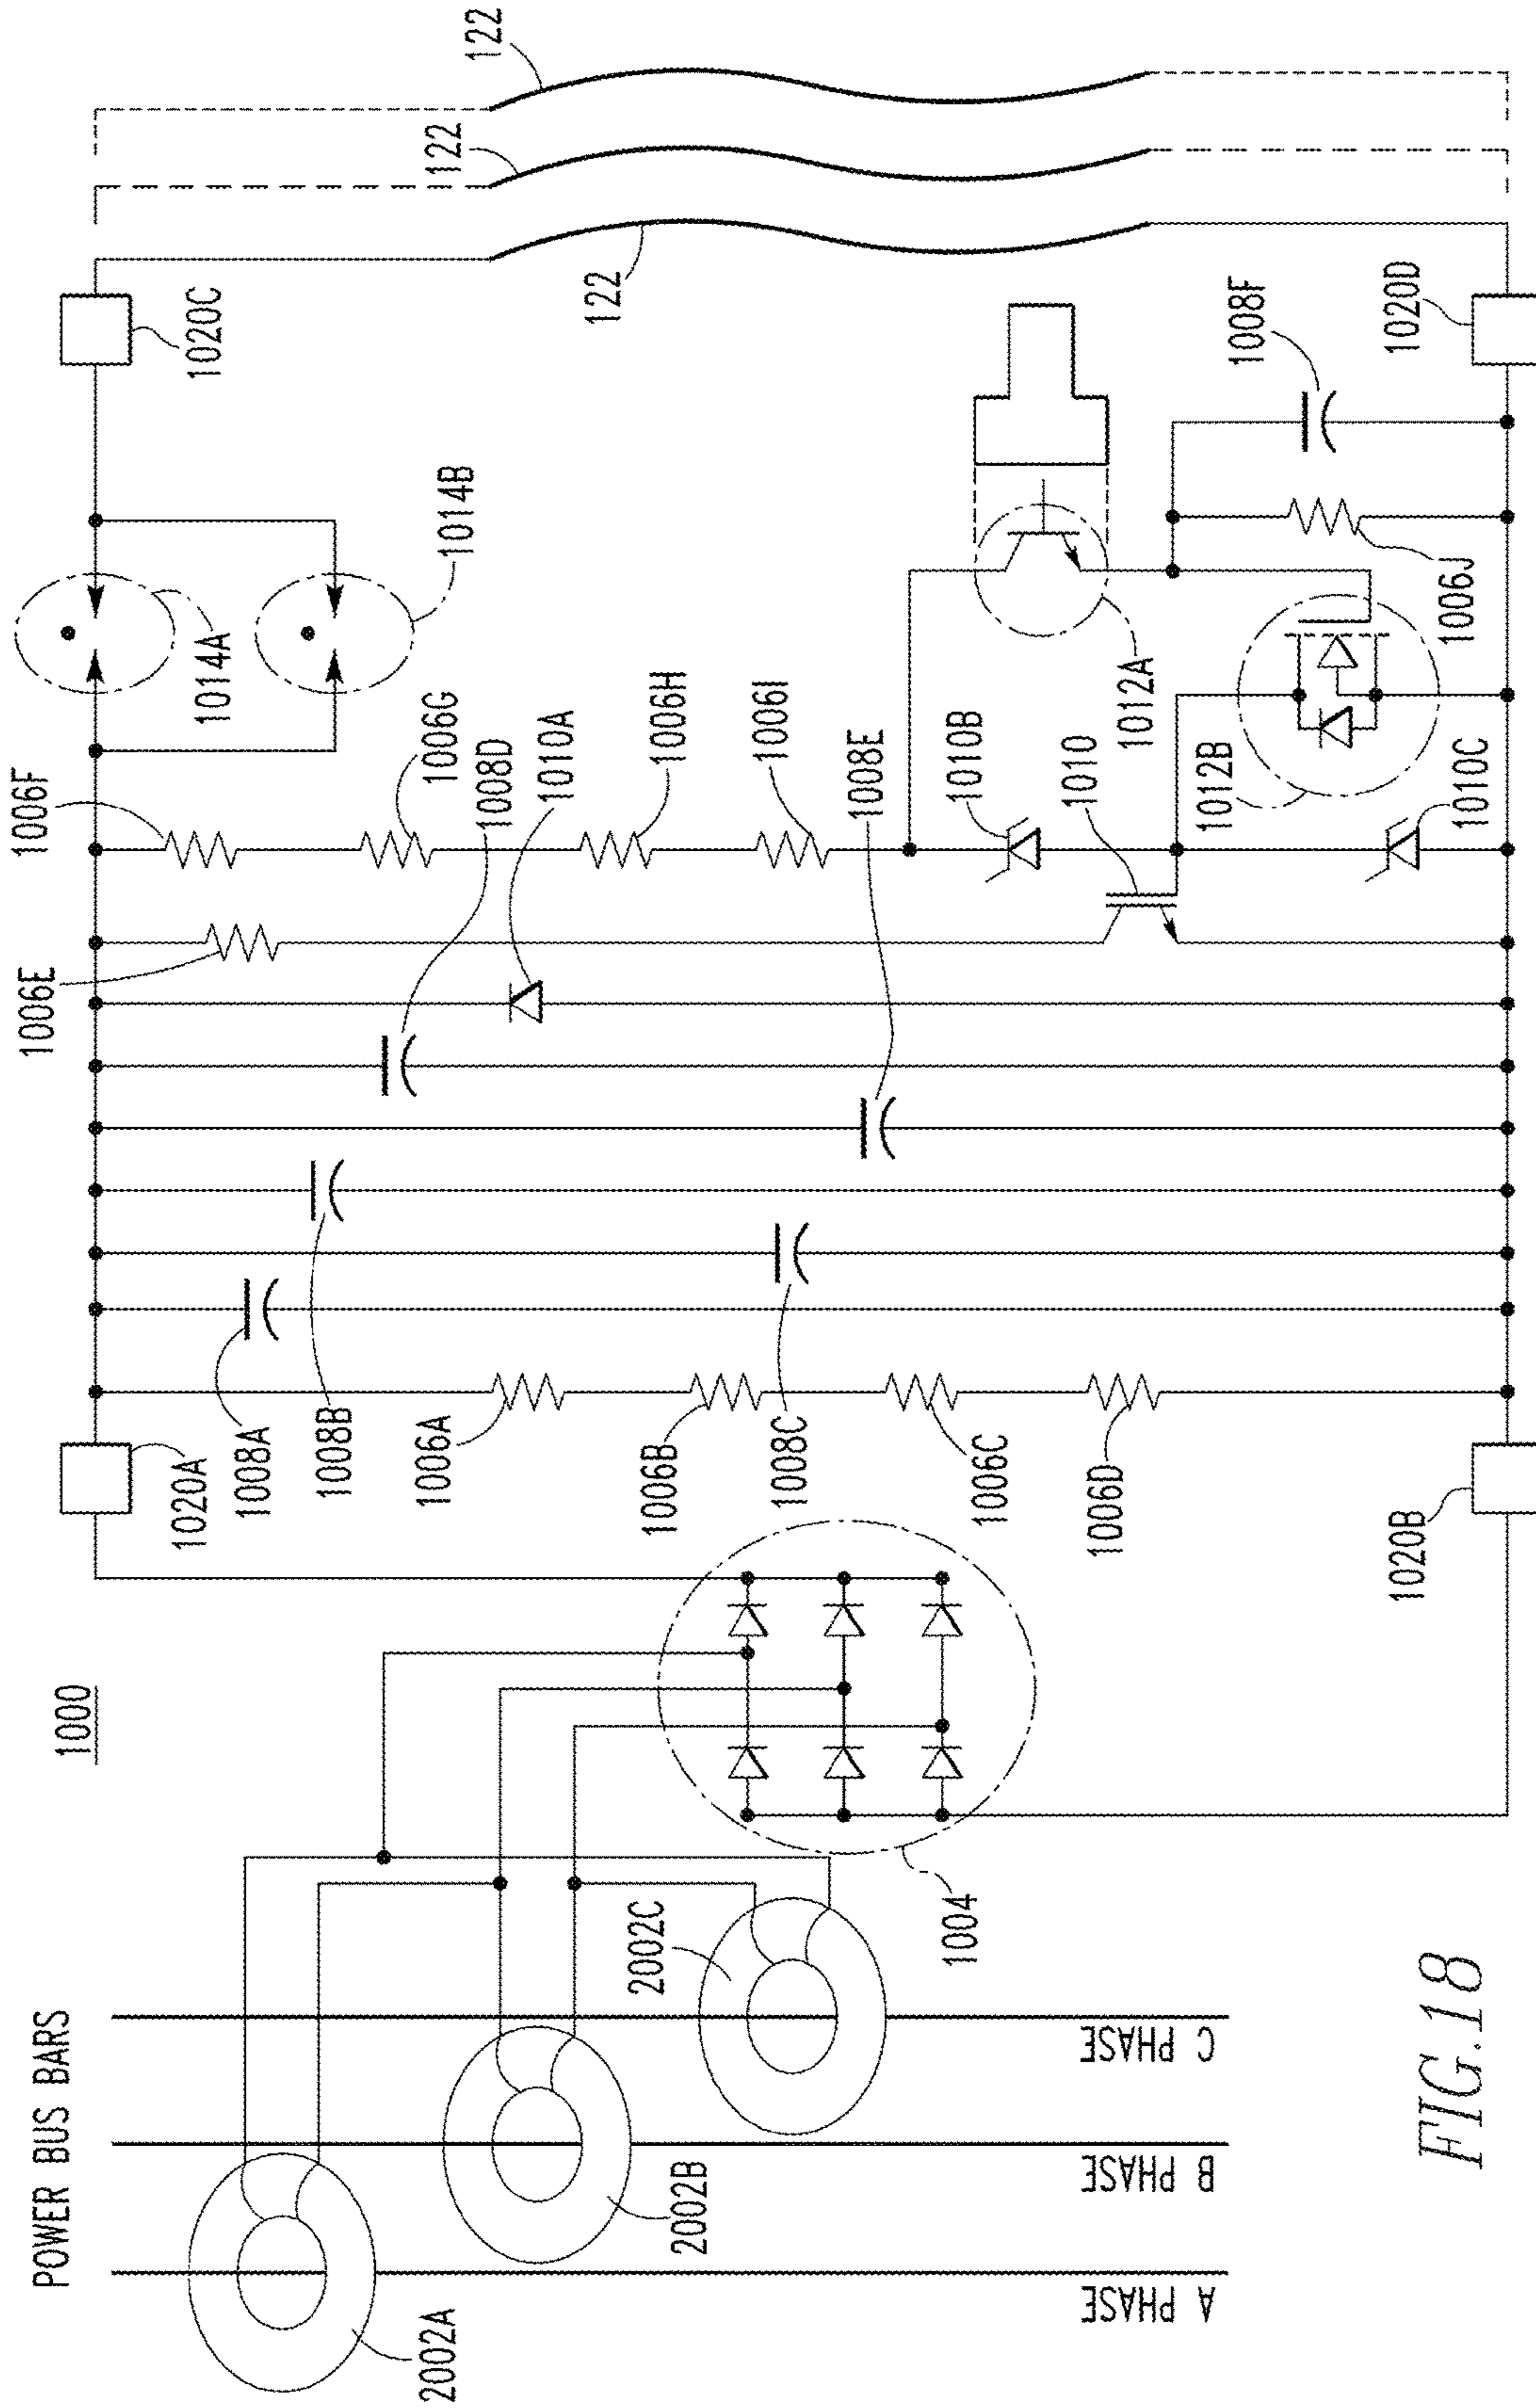 POWER BUS BARS
1000
2002A
2002B
2002C
A PHASE
B PHASE
C PHASE
1004
1020A
1020B
1008A
1008B
1006A
1006B
1008C
1006C
1006D
1006E
1006F
1014A
1014B
1006G
1008D
1010A
1006H
1006I
1008E
1010B
1010
1012A
1012B
1010C
1006J
1008F
1020C
1020D
122
122
122
FIG.18